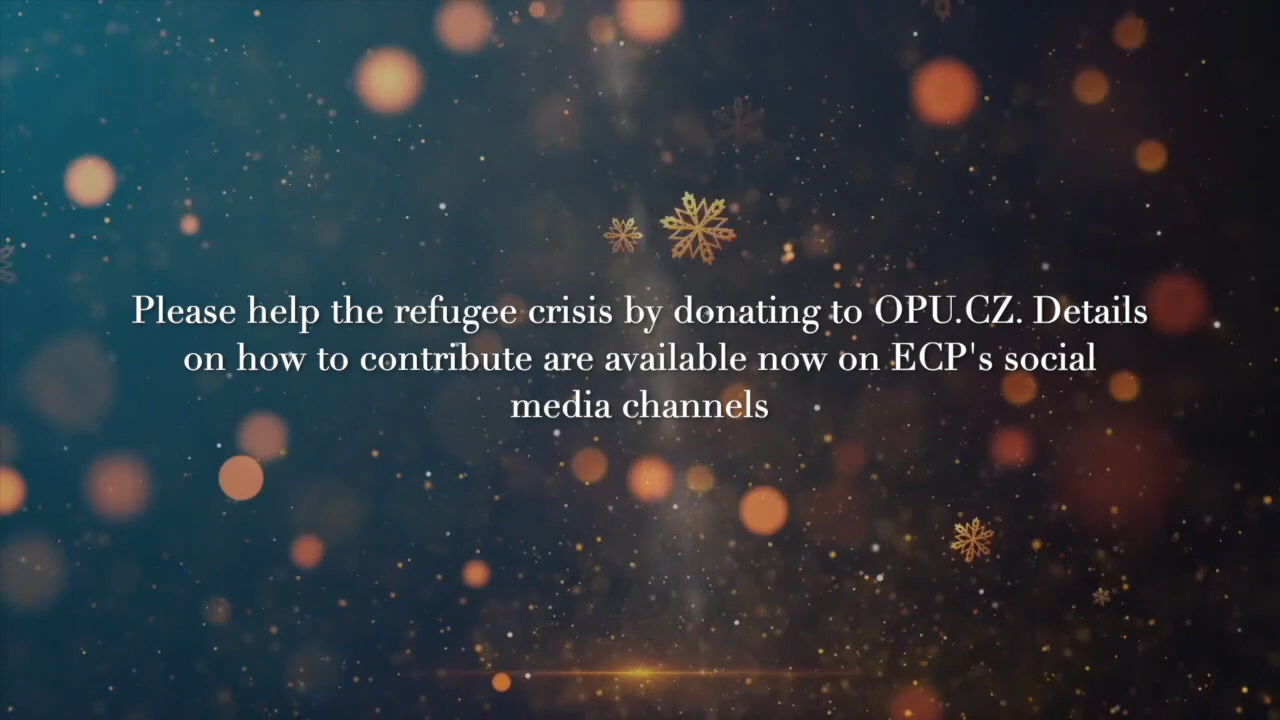 Please help the refugee crisis by donating to OPU.CZ. Details
on how to contribute are available now on ECP's social
media channels